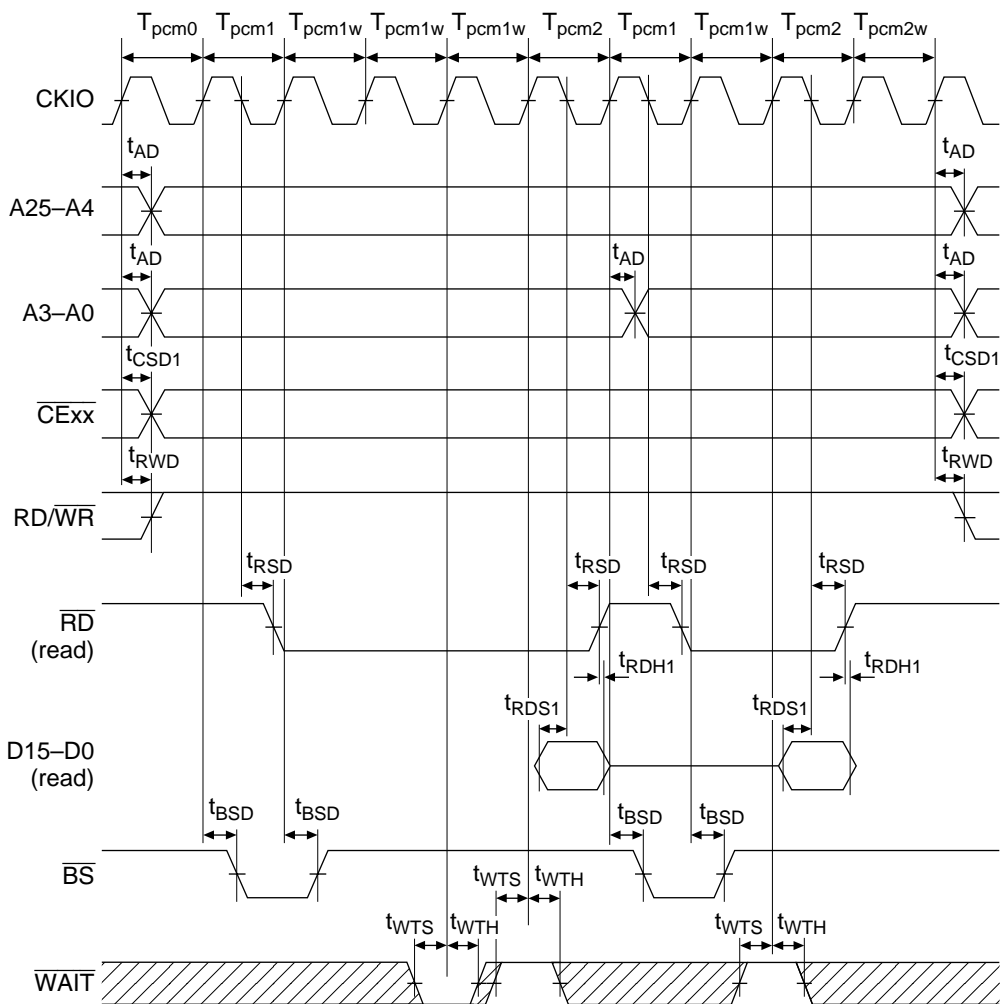 Tpcm0 Tpcm1 Tpcm1w Tpcm1w Tpcm1w Tpcm2 Tpcm1 Tpcm1w Tpcm2 Tpcm2w
CKIO
tAD tAD
A25–A4
tAD tAD tAD
A3–A0
tCSD1 tCSD1
CExx
tRWD tRWD
RD/WR
tRSD tRSD tRSD tRSD
RD
(read)
tRDH1 tRDH1
tRDS1 tRDS1
D15–D0
(read)
tBSD tBSD tBSD tBSD
BS
tWTS tWTH
tWTS tWTH tWTS tWTH
WAIT